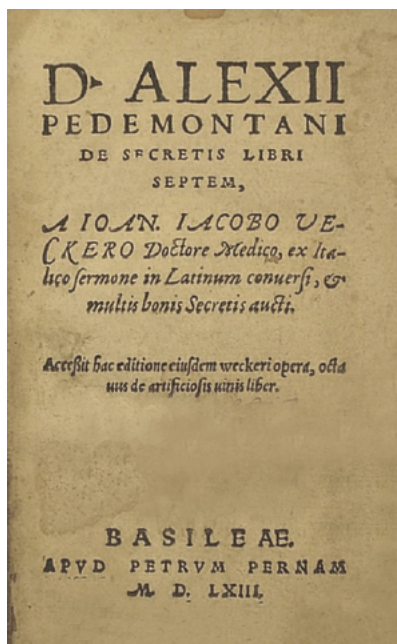 D. ALEXII
PEDEMONTANI
DE SECRETIS LIBRI
SEPTEM,
A IOAN. IACOBO VE-
CKERO Doctore Medico, ex Ita-
lico sermone in Latinum conuersi, &
multis bonis Secretis aucti.
Accessit hac editione eiusdem weckeri opera, octa
uus de artificiosis uinis liber.
BASILEAE.
APVD PETRVM PERNAM
M. D. LXIII.